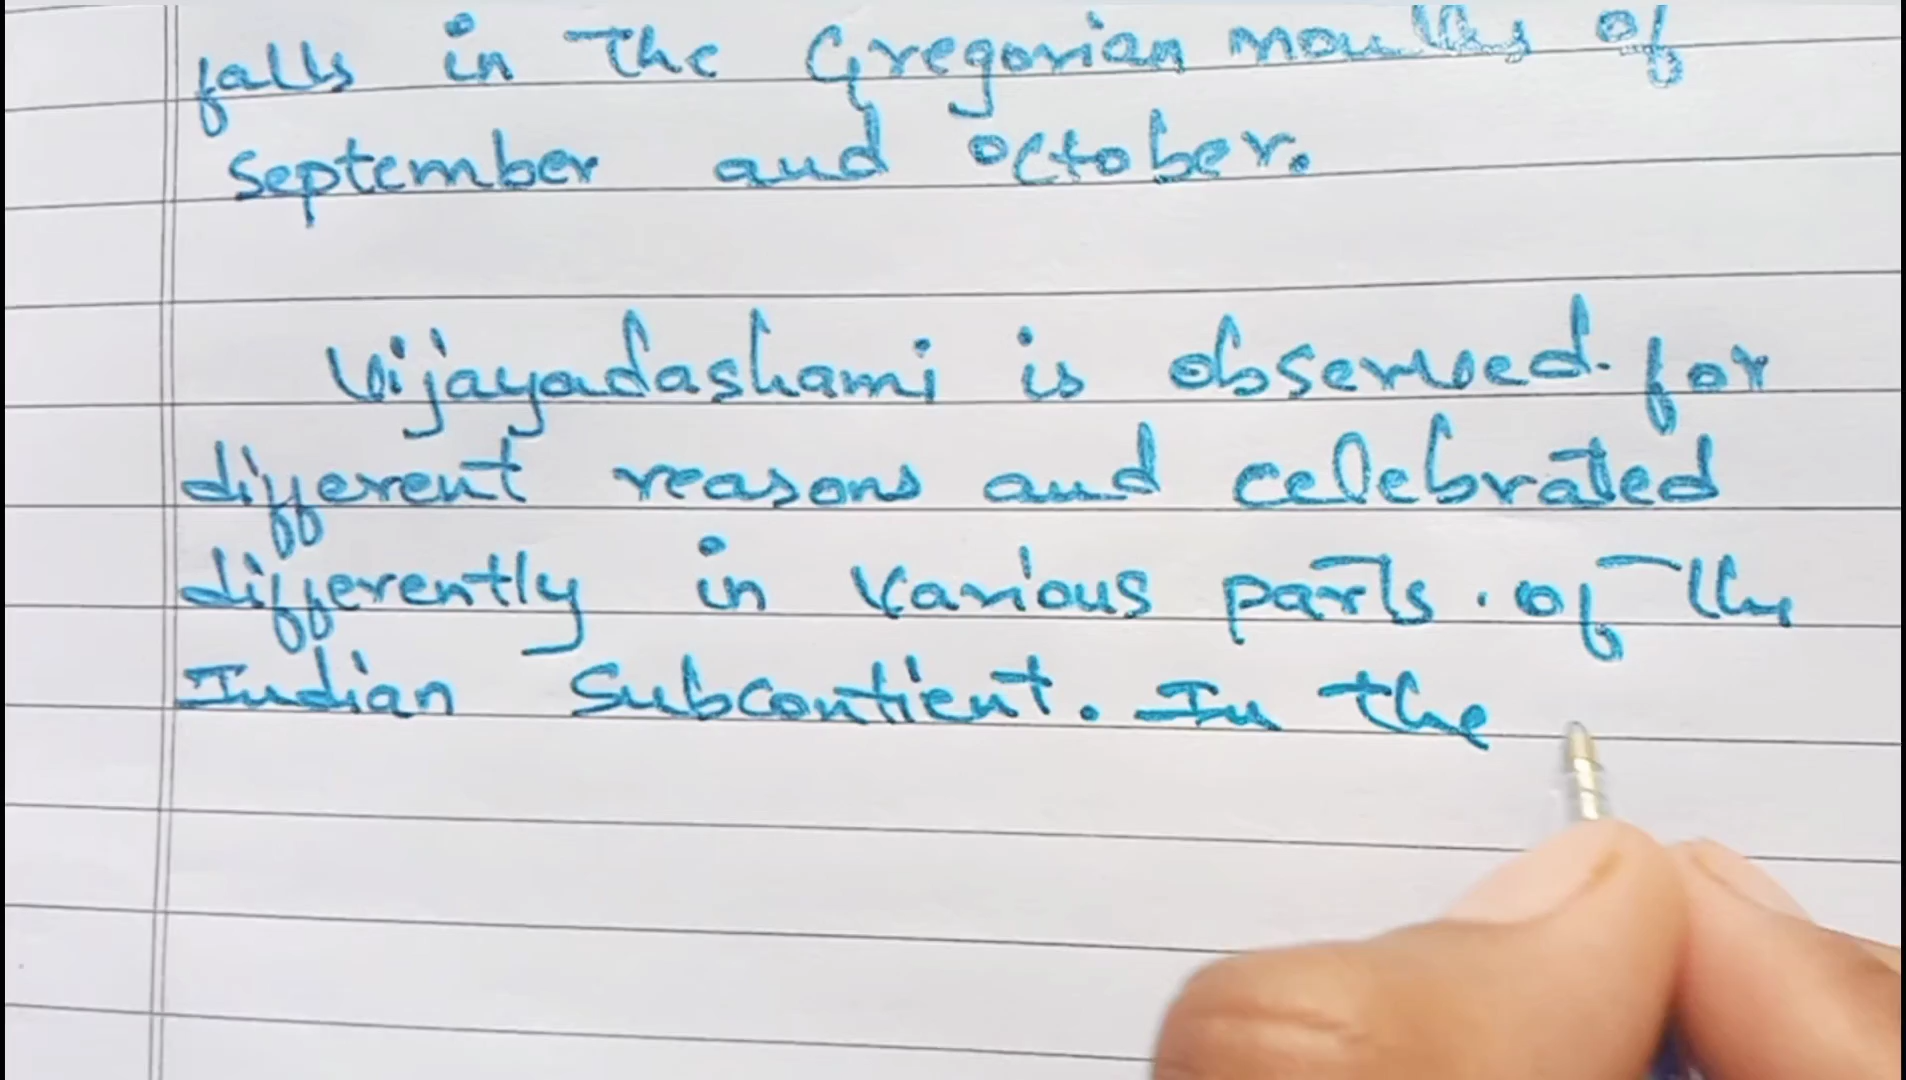 falls in the Gregorian months of
September and October.
Vijayadashami is observed for
different reasons and celebrated
differently in various parts of the
Indian Subcontient. In the